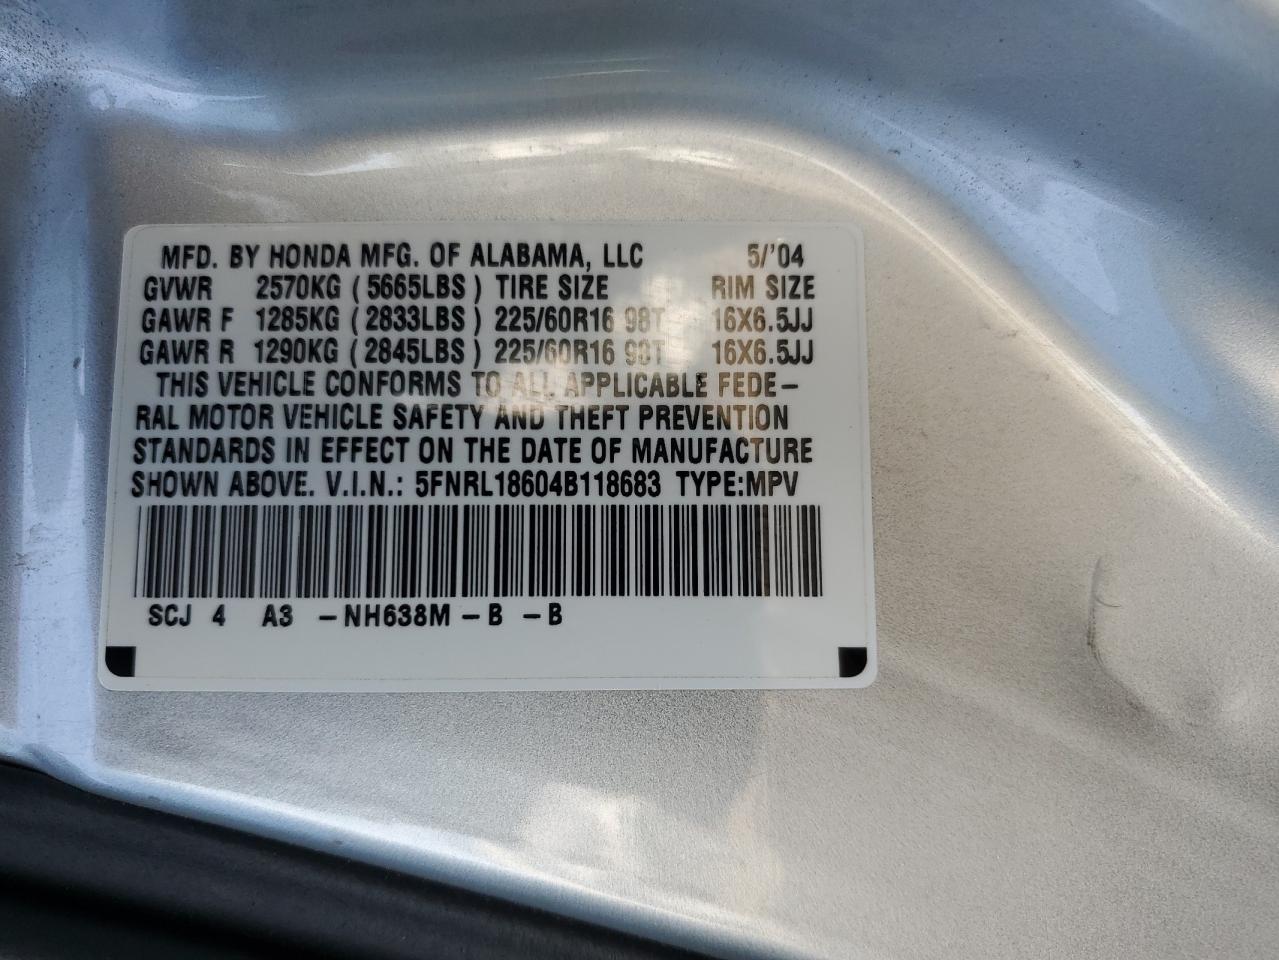 MFD. BY HONDA MFG. OF ALABAMA, LLC 5/'04
GVWR 2570KG (5665LBS) TIRE SIZE RIM SIZE
GAWR F 1285KG (2833LBS) 225/60R16 98T 16X6.5JJ
GAWR R 1290KG (2845LBS) 225/60R16 98T 16X6.5JJ
THIS VEHICLE CONFORMS TO ALL APPLICABLE FEDE-
RAL MOTOR VEHICLE SAFETY AND THEFT PREVENTION
STANDARDS IN EFFECT ON THE DATE OF MANUFACTURE
SHOWN ABOVE. V.I.N.: 5FNRL18604B118683 TYPE:MPV
SCJ 4 A3 -NH638M -B -B